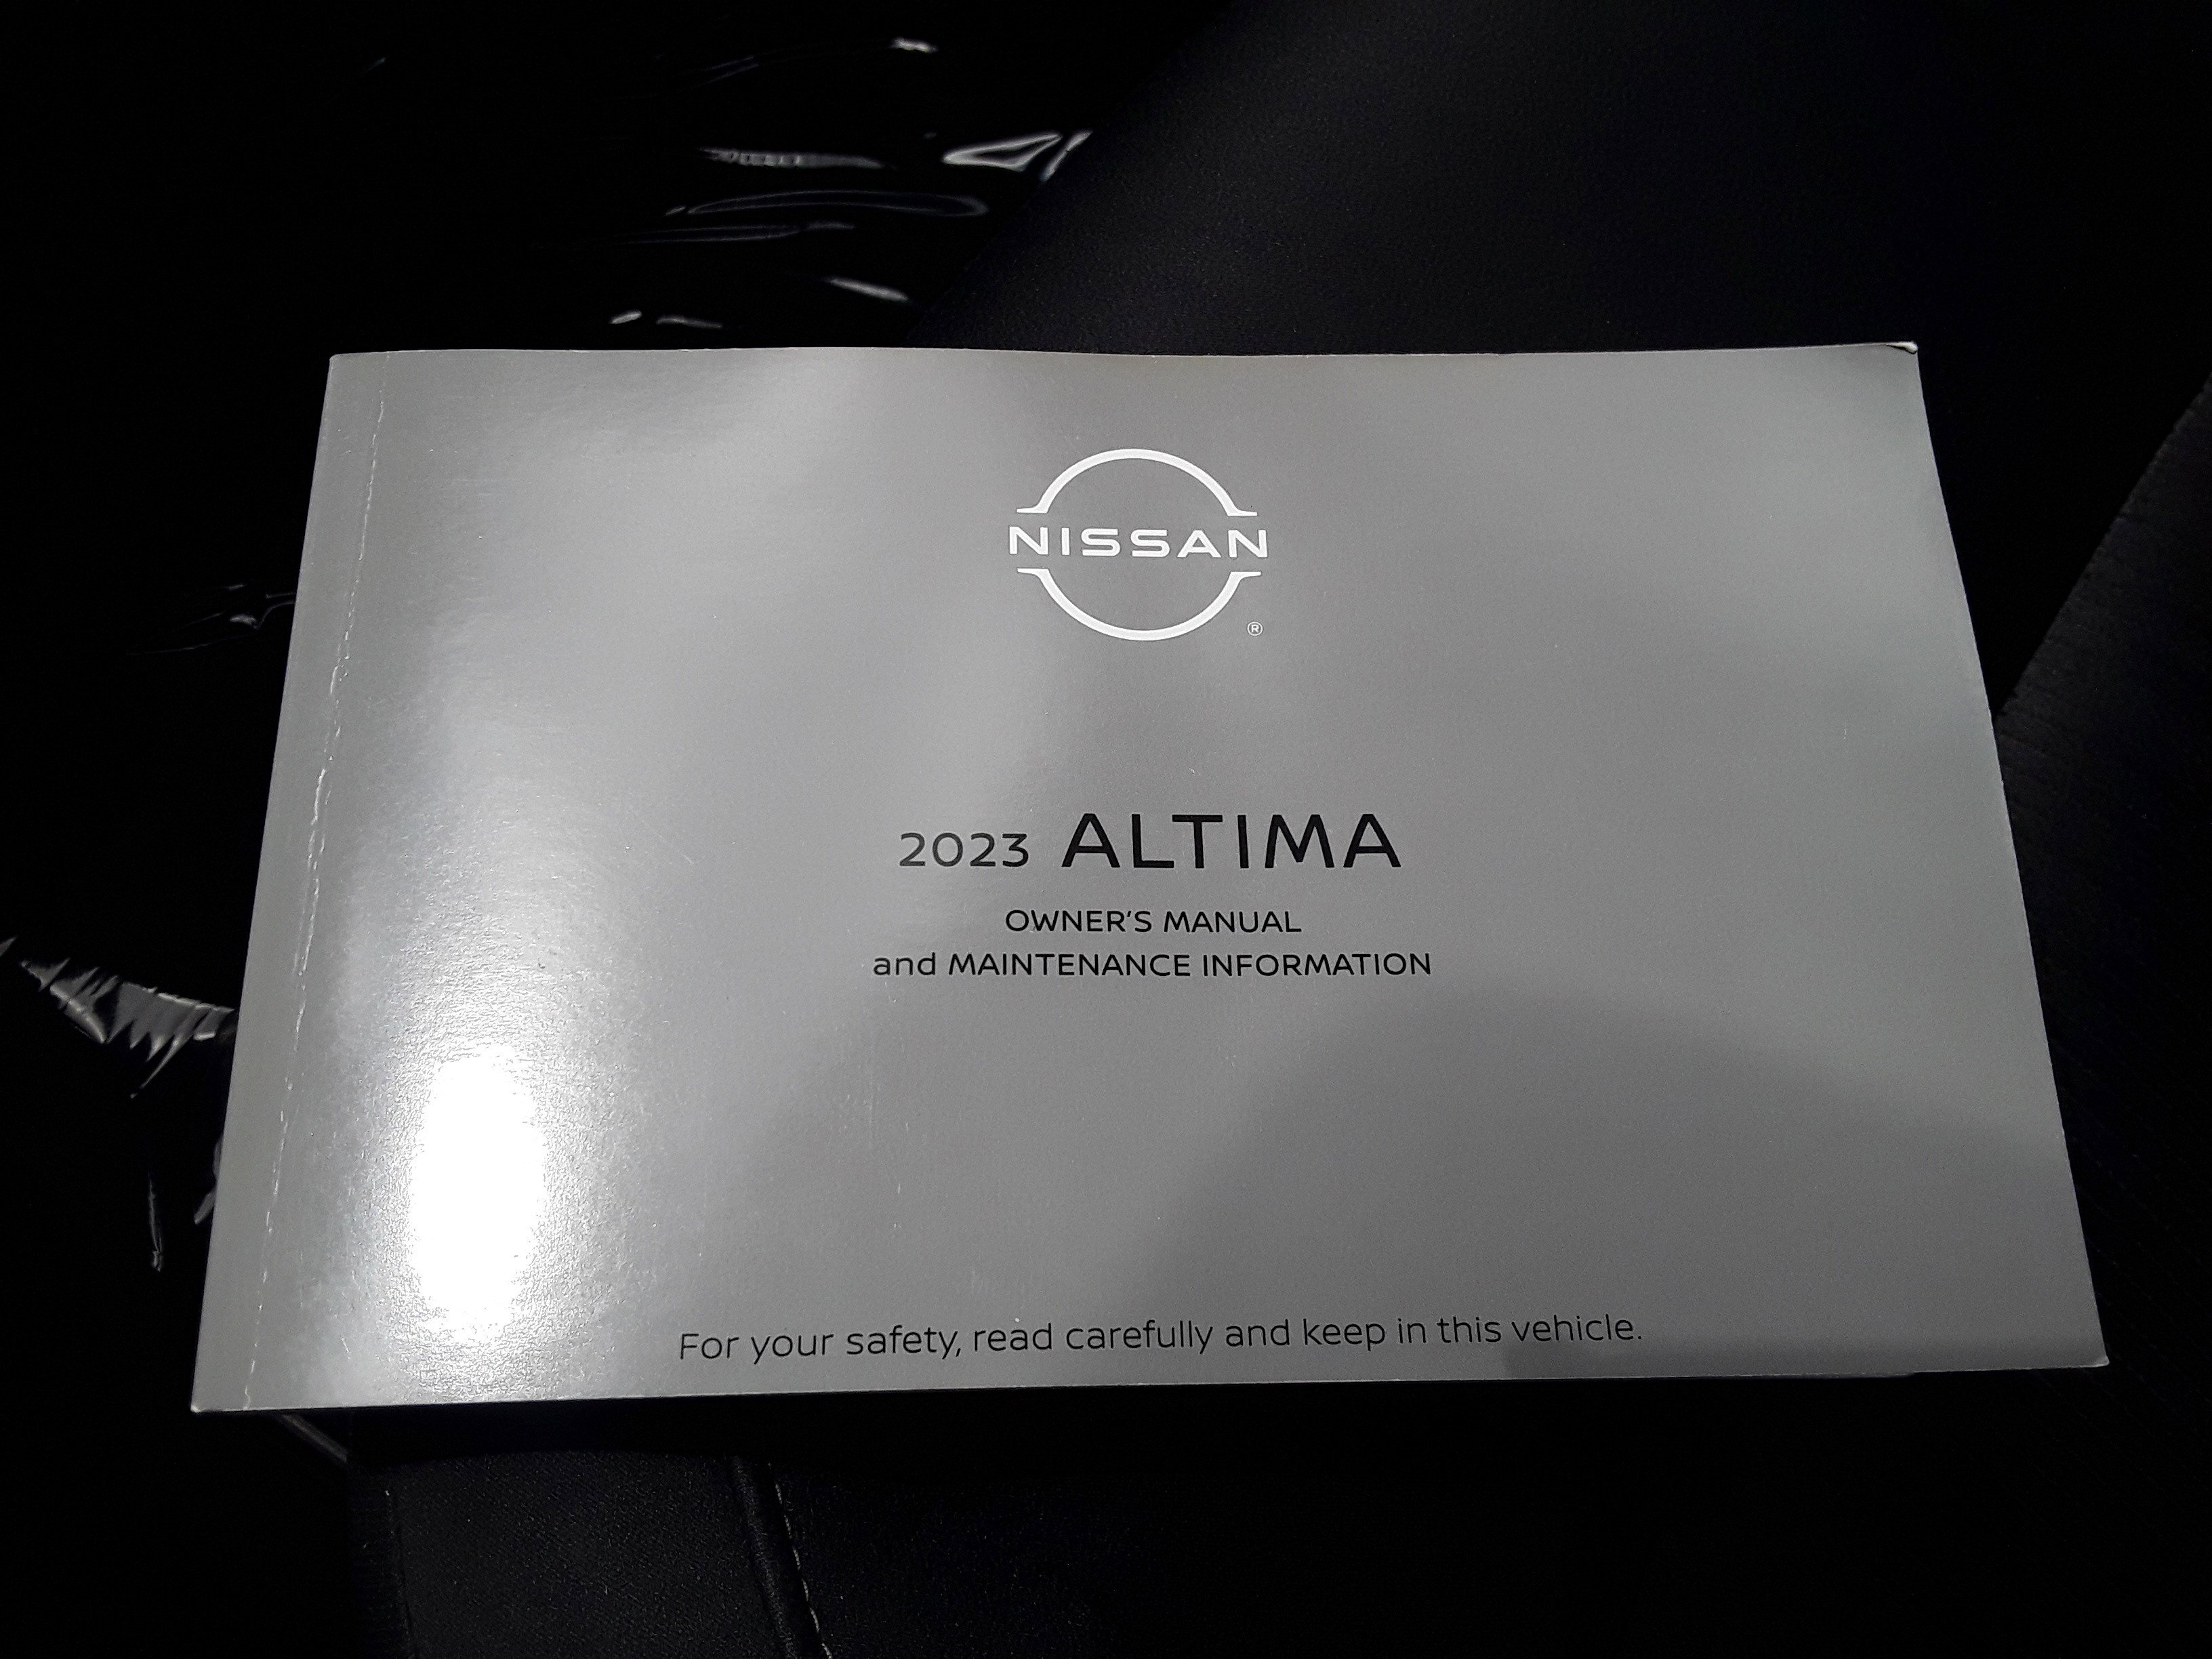 NISSAN
®
2023 ALTIMA
OWNER'S MANUAL
and MAINTENANCE INFORMATION
For your safety, read carefully and keep in this vehicle.